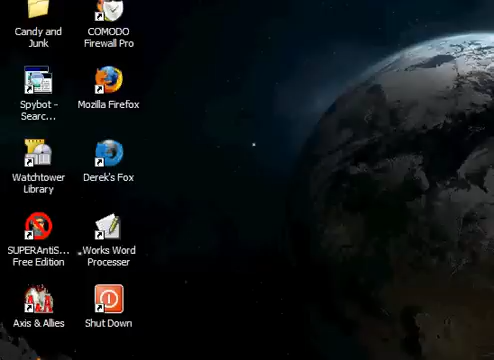 Candy and
Junk
COMODO
Firewall Pro
Spybot -
Searc...
Mozilla Firefox
Watchtower
Library
Derek's Fox
SUPERAntiS...
Free Edition
Works Word
Processer
Axis & Allies
Shut Down